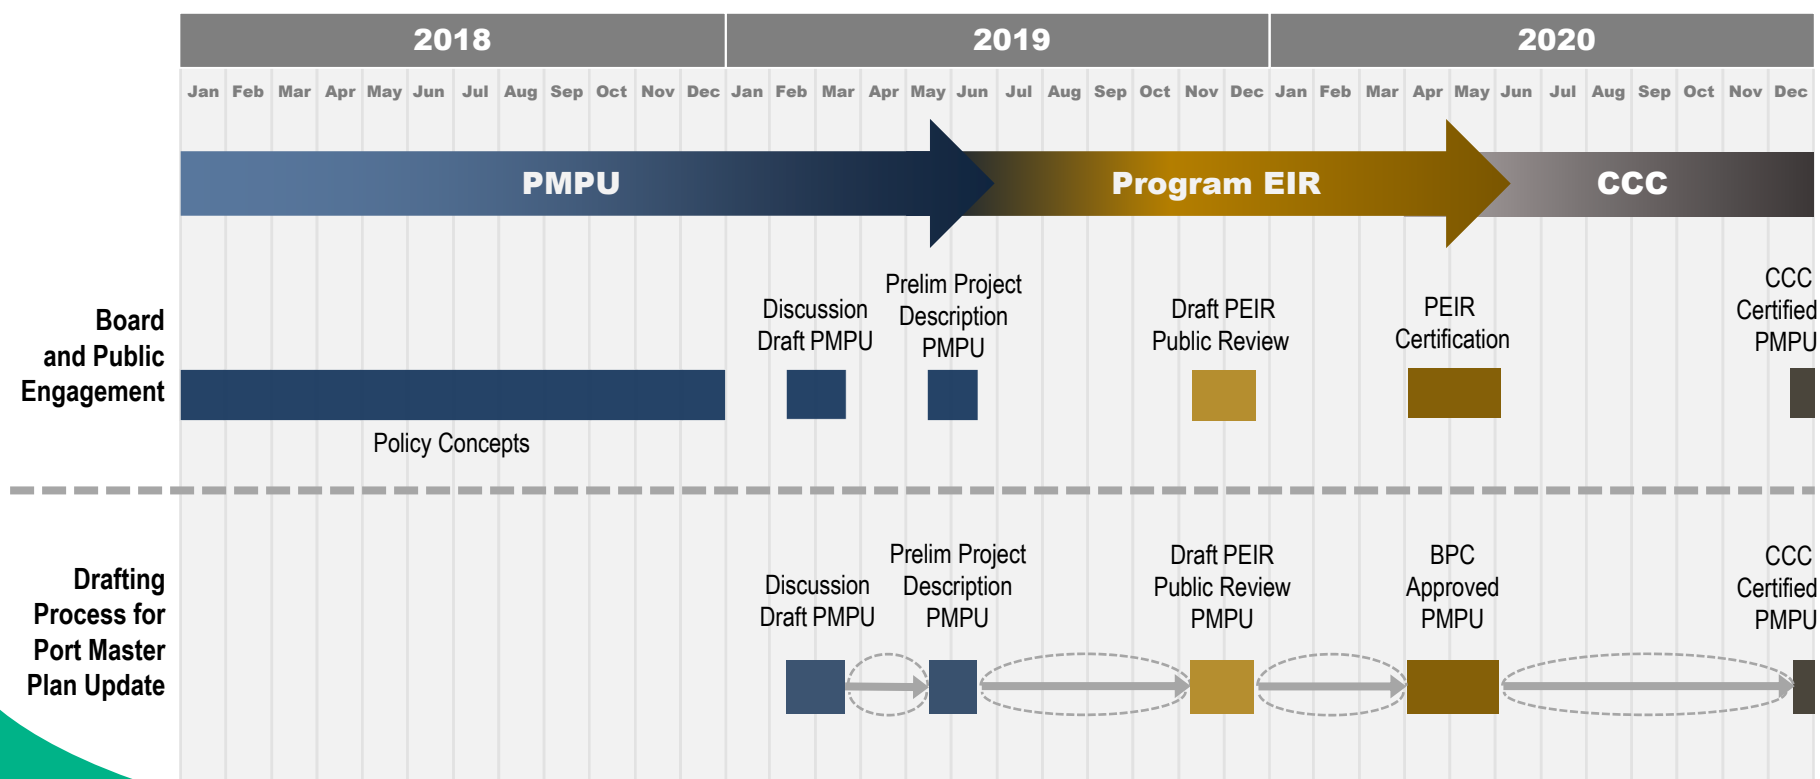 2018 2019 2020
Jan Feb Mar Apr May Jun Jul Aug Sep Oct Nov Dec Jan Feb Mar Apr May Jun Jul Aug Sep Oct Nov Dec Jan Feb Mar Apr May Jun Jul Aug Sep Oct Nov Dec
PMPU Program EIR CCC
Board
and Public
Engagement
Policy Concepts
Discussion
Draft PMPU
Prelim Project
Description
PMPU
Draft PEIR
Public Review
PEIR
Certification
CCC
Certified
PMPU
Drafting
Process for
Port Master
Plan Update
Discussion
Draft PMPU
Prelim Project
Description
PMPU
Draft PEIR
Public Review
PMPU
BPC
Approved
PMPU
CCC
Certified
PMPU